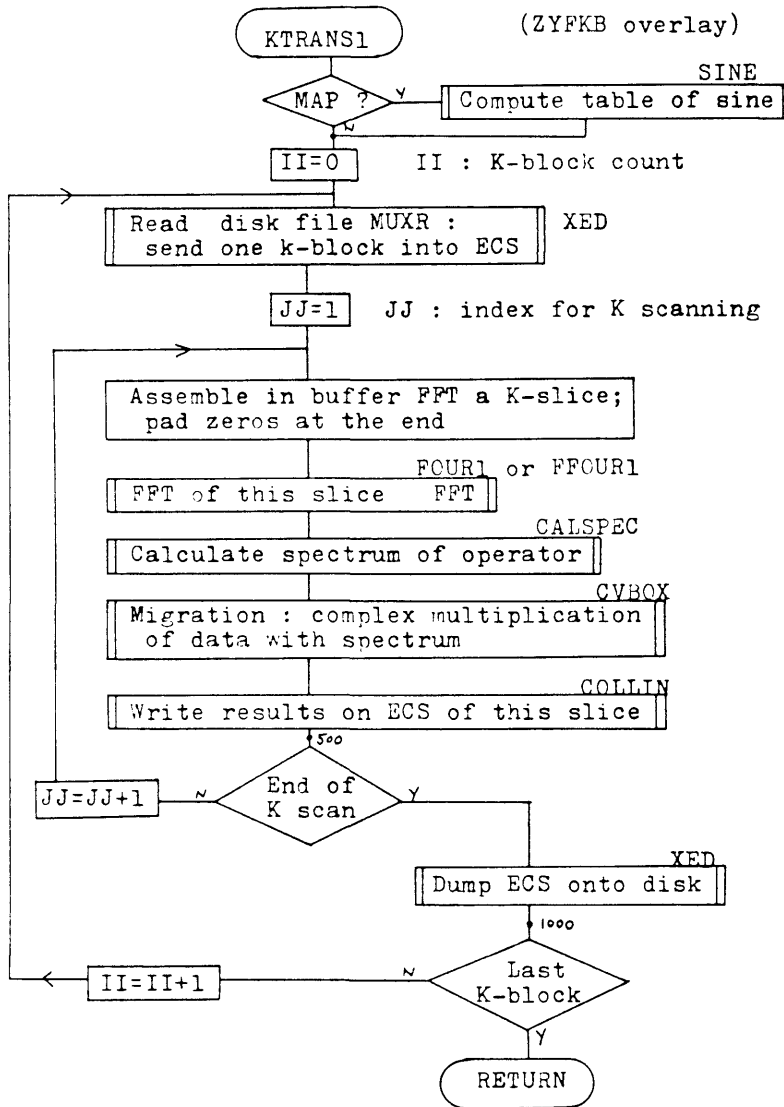 KTRANS1
(ZYFKB overlay)
MAP ?
Y
SINE
Compute table of sine
N
II=0
II : K-block count
Read disk file MUXR :
send one k-block into ECS
XED
JJ=1
JJ : index for K scanning
Assemble in buffer FFT a K-slice;
pad zeros at the end
FOUR1 or FFOUR1
FFT of this slice FFT
CALSPEC
Calculate spectrum of operator
CVBOX
Migration : complex multiplication
of data with spectrum
COLLIN
Write results on ECS of this slice
500
JJ=JJ+1
N
End of
K scan
Y
XED
Dump ECS onto disk
1000
II=II+1
N
Last
K-block
Y
RETURN